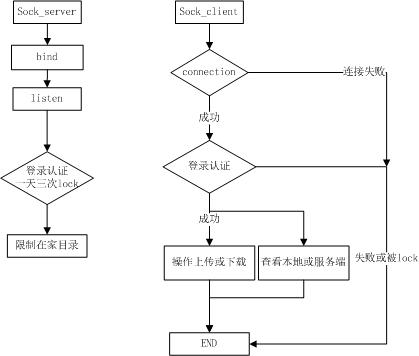 Sock_server
bind
listen
登录认证
一天三次lock
限制在家目录
Sock_client
connection
连接失败
成功
登录认证
成功
操作上传或下载
查看本地或服务端
失败或被lock
END